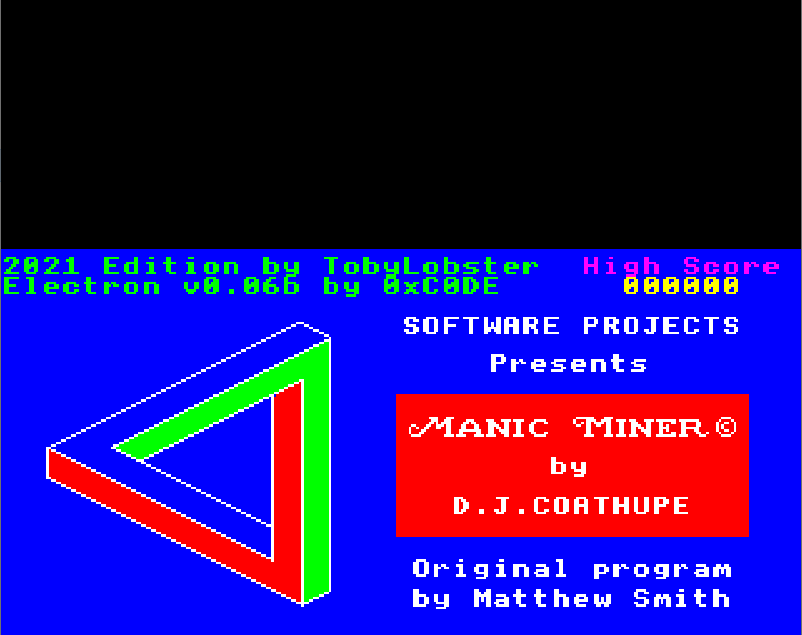 2021 Edition by TobyLobster High Score
Electron v0.06b by 0xC0DE 000000
SOFTWARE PROJECTS
Presents
MANIC MINER©
by
D.J.COATHUPE
Original program
by Matthew Smith